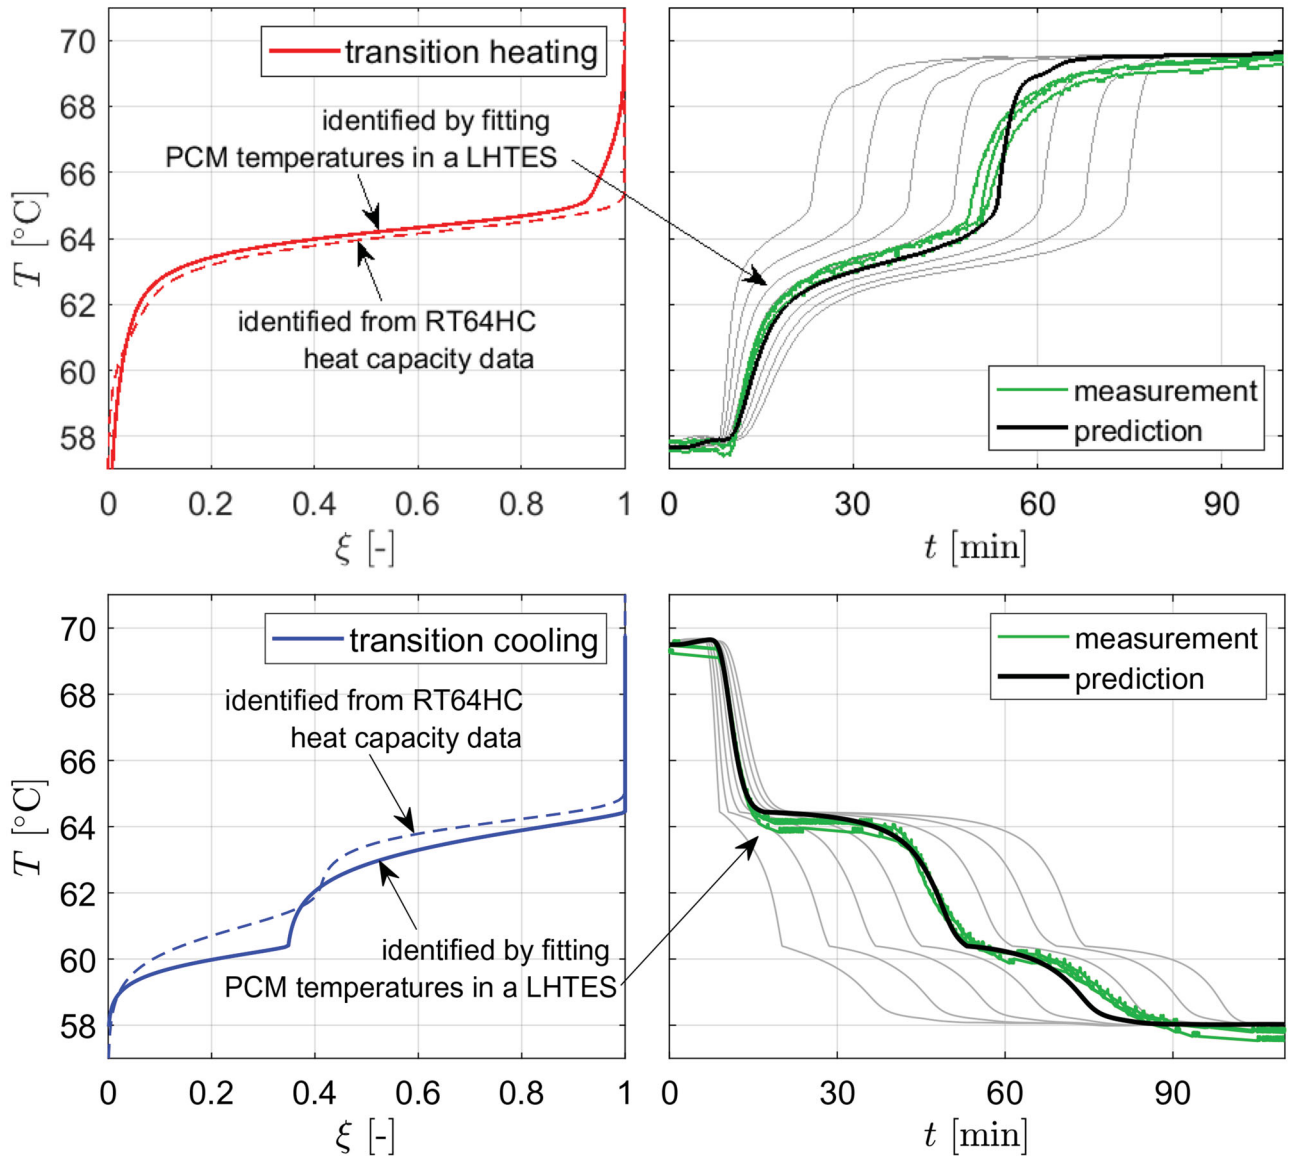 70
68
66
64
62
60
58
T [°C]
transition heating
identified by fitting
PCM temperatures in a LHTES
identified from RT64HC
heat capacity data
0 0.2 0.4 0.6 0.8 1
ξ [-]
measurement
prediction
0 30 60 90
t [min]
70
68
66
64
62
60
58
T [°C]
transition cooling
identified from RT64HC
heat capacity data
identified by fitting
PCM temperatures in a LHTES
0 0.2 0.4 0.6 0.8 1
ξ [-]
measurement
prediction
0 30 60 90
t [min]